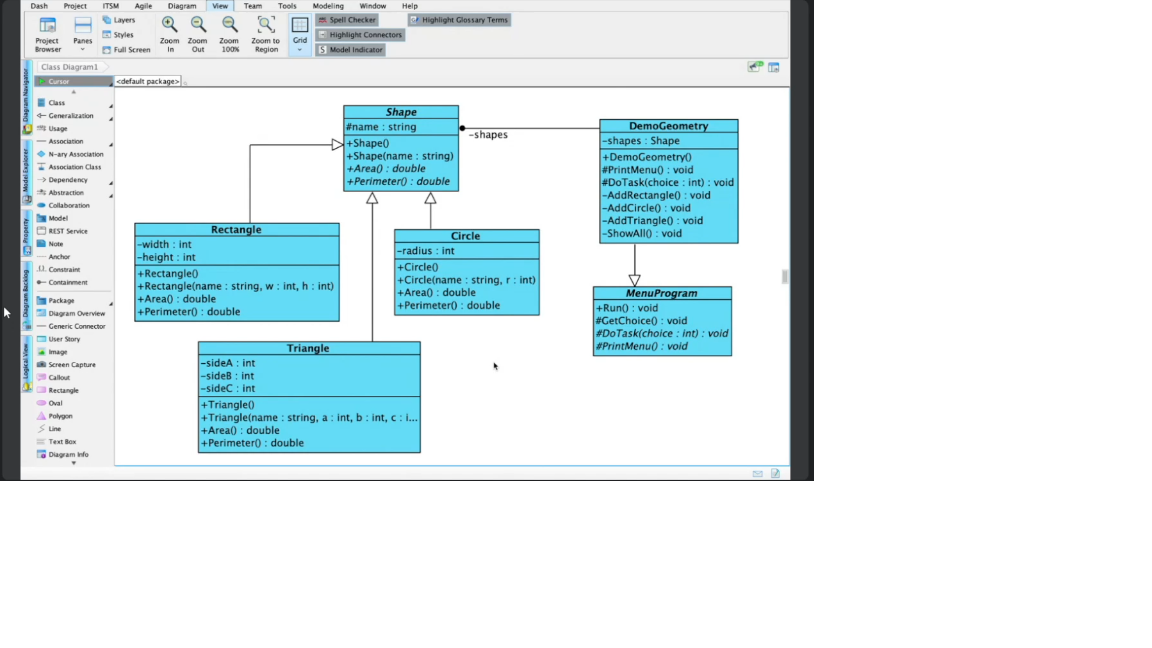 Dash Project ITSM Agile Diagram View Team Tools Modeling Window Help
Project Browser
Panes
Layers
Styles
Full Screen
Zoom In
Zoom Out
Zoom 100%
Zoom to Region
Grid
Spell Checker
Highlight Connectors
Model Indicator
Highlight Glossary Terms
Class Diagram1
<default package>
Diagram Navigator
Model Explorer
Property
Diagram Backlog
Logical View
Cursor
Class
Generalization
Usage
Association
N-ary Association
Association Class
Dependency
Abstraction
Collaboration
Model
REST Service
Note
Anchor
Constraint
Containment
Package
Diagram Overview
Generic Connector
User Story
Image
Screen Capture
Callout
Rectangle
Oval
Polygon
Line
Text Box
Diagram Info
Shape
#name : string
+Shape()
+Shape(name : string)
+Area() : double
+Perimeter() : double
-shapes
DemoGeometry
-shapes : Shape
+DemoGeometry()
#PrintMenu() : void
#DoTask(choice : int) : void
-AddRectangle() : void
-AddCircle() : void
-AddTriangle() : void
-ShowAll() : void
Rectangle
-width : int
-height : int
+Rectangle()
+Rectangle(name : string, w : int, h : int)
+Area() : double
+Perimeter() : double
Circle
-radius : int
+Circle()
+Circle(name : string, r : int)
+Area() : double
+Perimeter() : double
MenuProgram
+Run() : void
#GetChoice() : void
#DoTask(choice : int) : void
#PrintMenu() : void
Triangle
-sideA : int
-sideB : int
-sideC : int
+Triangle()
+Triangle(name : string, a : int, b : int, c : i...
+Area() : double
+Perimeter() : double